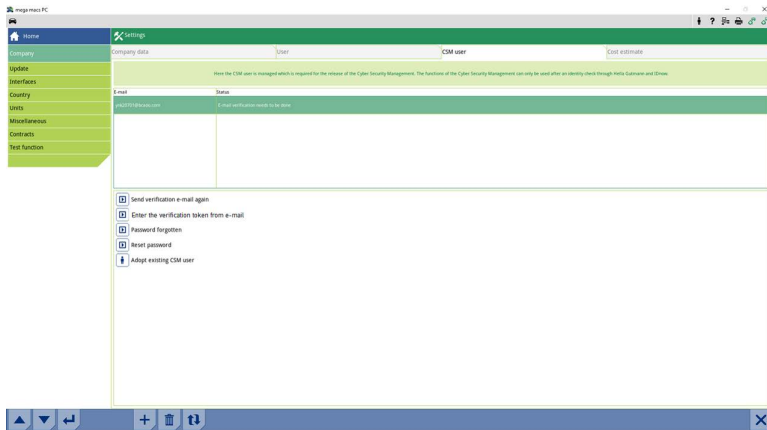 mega macs PC
?
Home
Settings
Company
Company data
User
CSM user
Cost estimate
Update
Interfaces
Country
Units
Miscellaneous
Contracts
Test function
Here the CSM user is managed which is required for the release of the Cyber Security Management. The functions of the Cyber Security Management can only be used after an identity check through Hella Gutmann and IDnow.
E-mail
Status
E-mail verification needs to be done
Send verification e-mail again
Enter the verification token from e-mail
Password forgotten
Reset password
Adopt existing CSM user